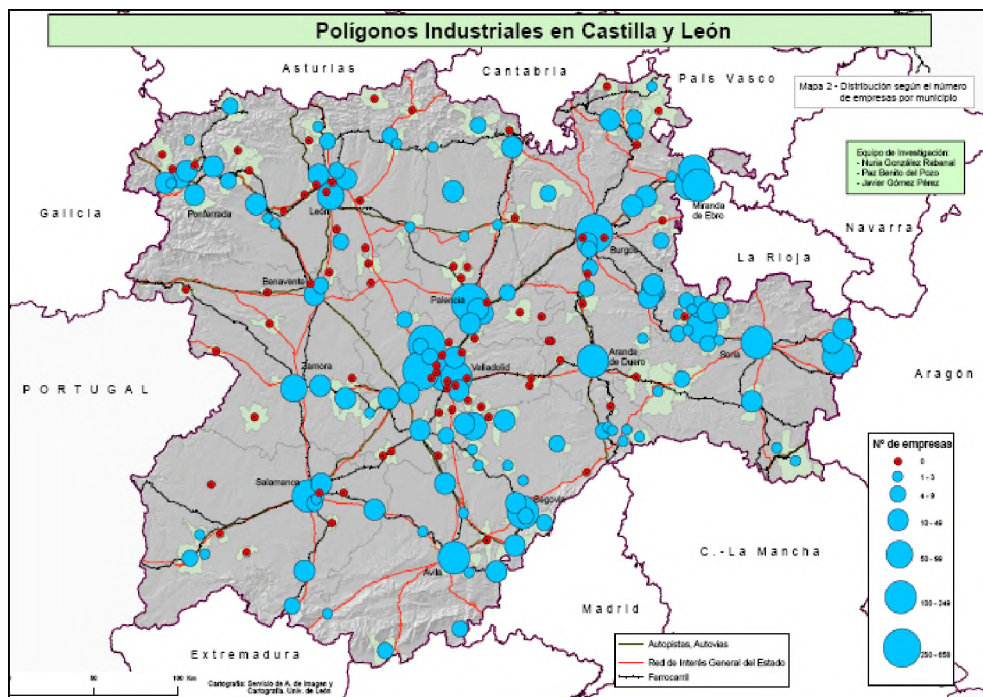 Polígonos Industriales en Castilla y León
Asturias
Cantabria
País Vasco
Mapa 2 - Distribución según el número
de empresas por municipio
Equipo de Investigación:
- Nuria González Rabanal
- Paz Benito del Pozo
- Javier Gómez Pérez
Galicia
Ponferrada
León
Miranda
de Ebro
Burgos
Navarra
La Rioja
Benavente
Palencia
Zamora
Valladolid
Aranda
de Duero
Soria
PORTUGAL
Aragón
Salamanca
Segovia
Nº de empresas
0
1 - 3
4 - 9
10 - 49
50 - 99
100 - 249
250 - 658
C.-La Mancha
Avila
Madrid
Extremadura
Autopistas, Autovías
Red de Interés General del Estado
Ferrocarril
0 50 100 Km
Cartografía: Servicio de A. de Imagen y
Cartografía. Univ. de León